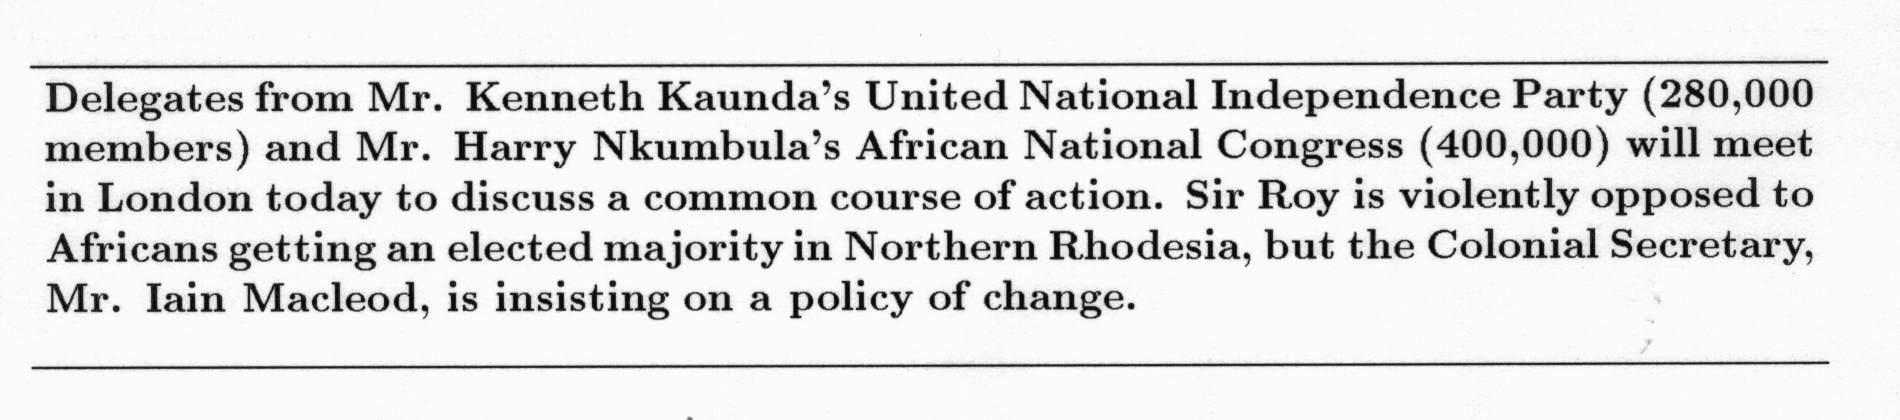 Delegates from Mr. Kenneth Kaunda's United National Independence Party (280,000
members) and Mr. Harry Nkumbula's African National Congress (400,000) will meet
in London today to discuss a common course of action. Sir Roy is violently opposed to
Africans getting an elected majority in Northern Rhodesia, but the Colonial Secretary,
Mr. Iain Macleod, is insisting on a policy of change.